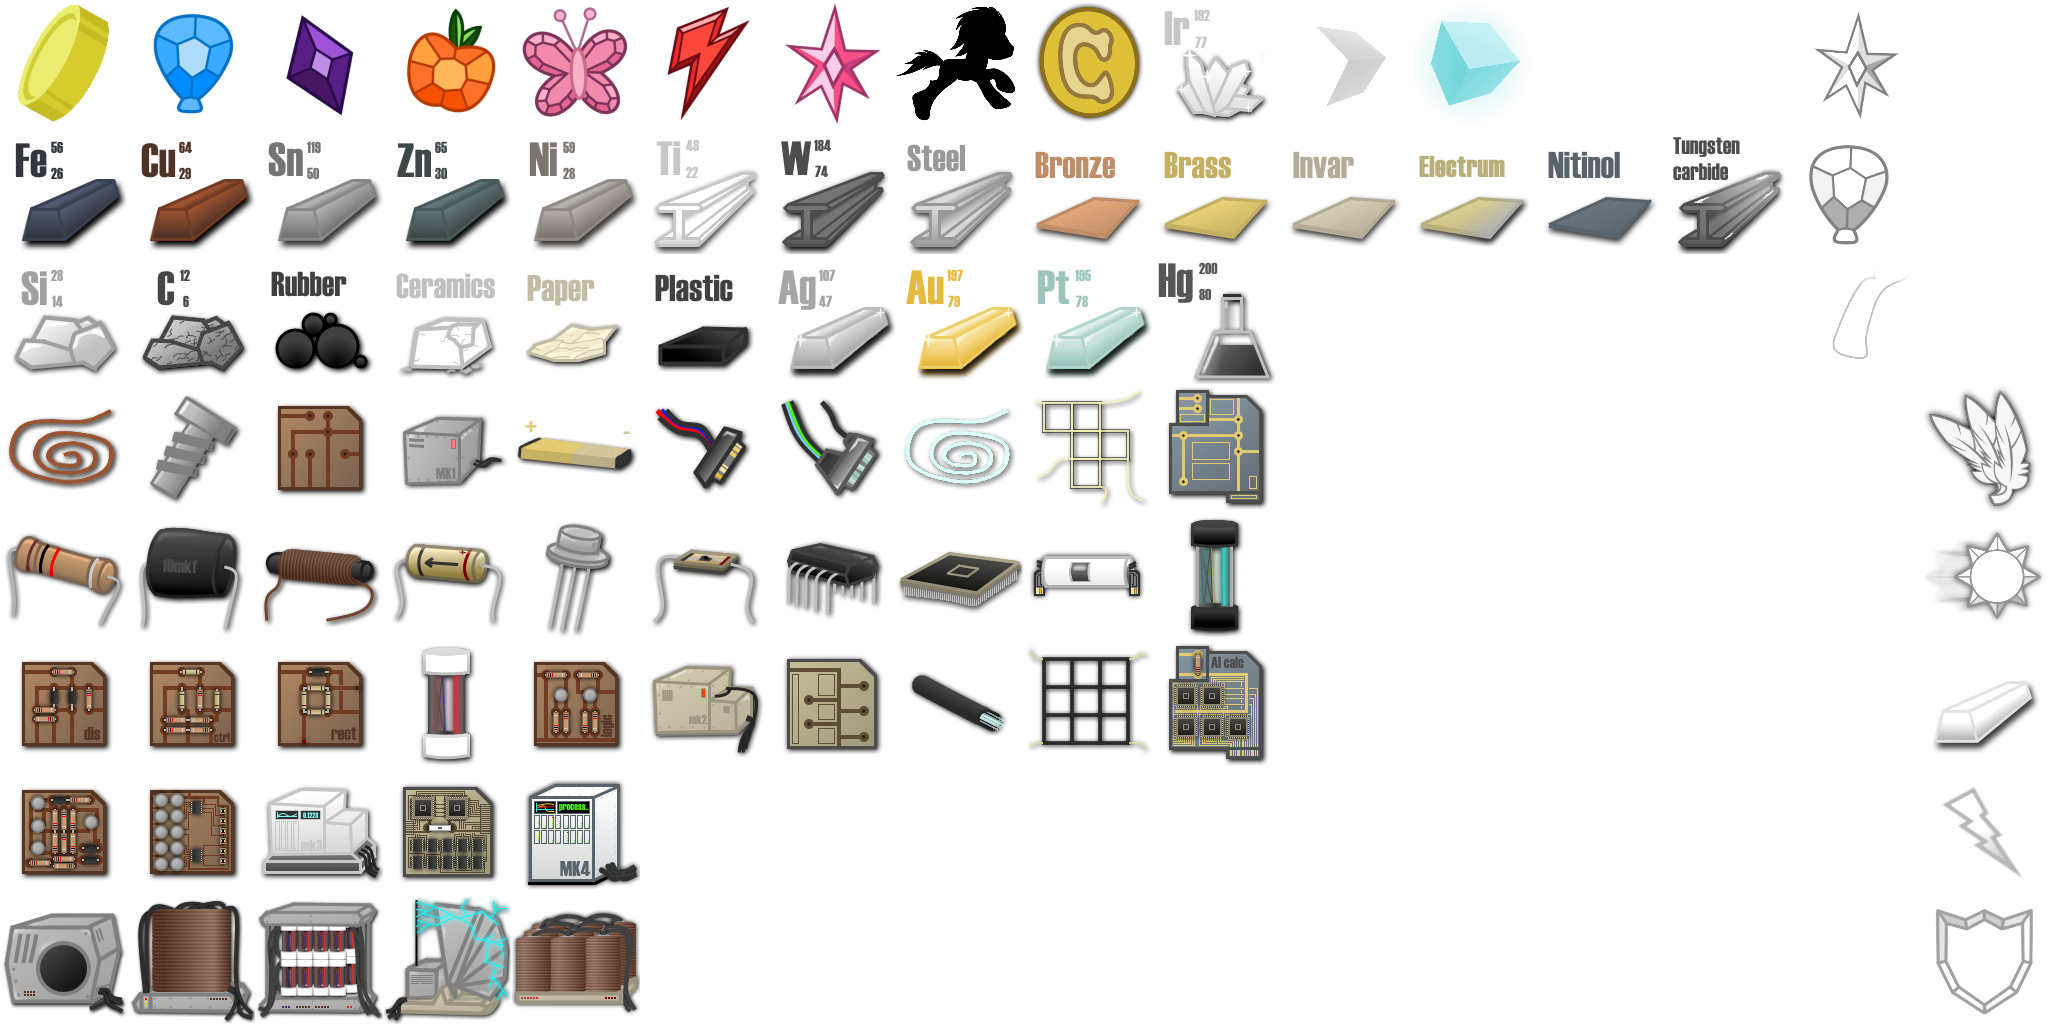 C
Ir 192 77
Fe 56 26
Cu 64 29
Sn 119 50
Zn 65 30
Ni 59 28
Ti 48 22
W 184 74
Steel
Bronze
Brass
Invar
Electrum
Nitinol
Tungsten
carbide
Si 28 14
C 12 6
Rubber
Ceramics
Paper
Plastic
Ag 107 47
Au 197 79
Pt 195 78
Hg 200 80
MK1
+ -
10mk1
+
dis
ctrl
rect
logic
mk2
AI calc
mk3
process..
MK4